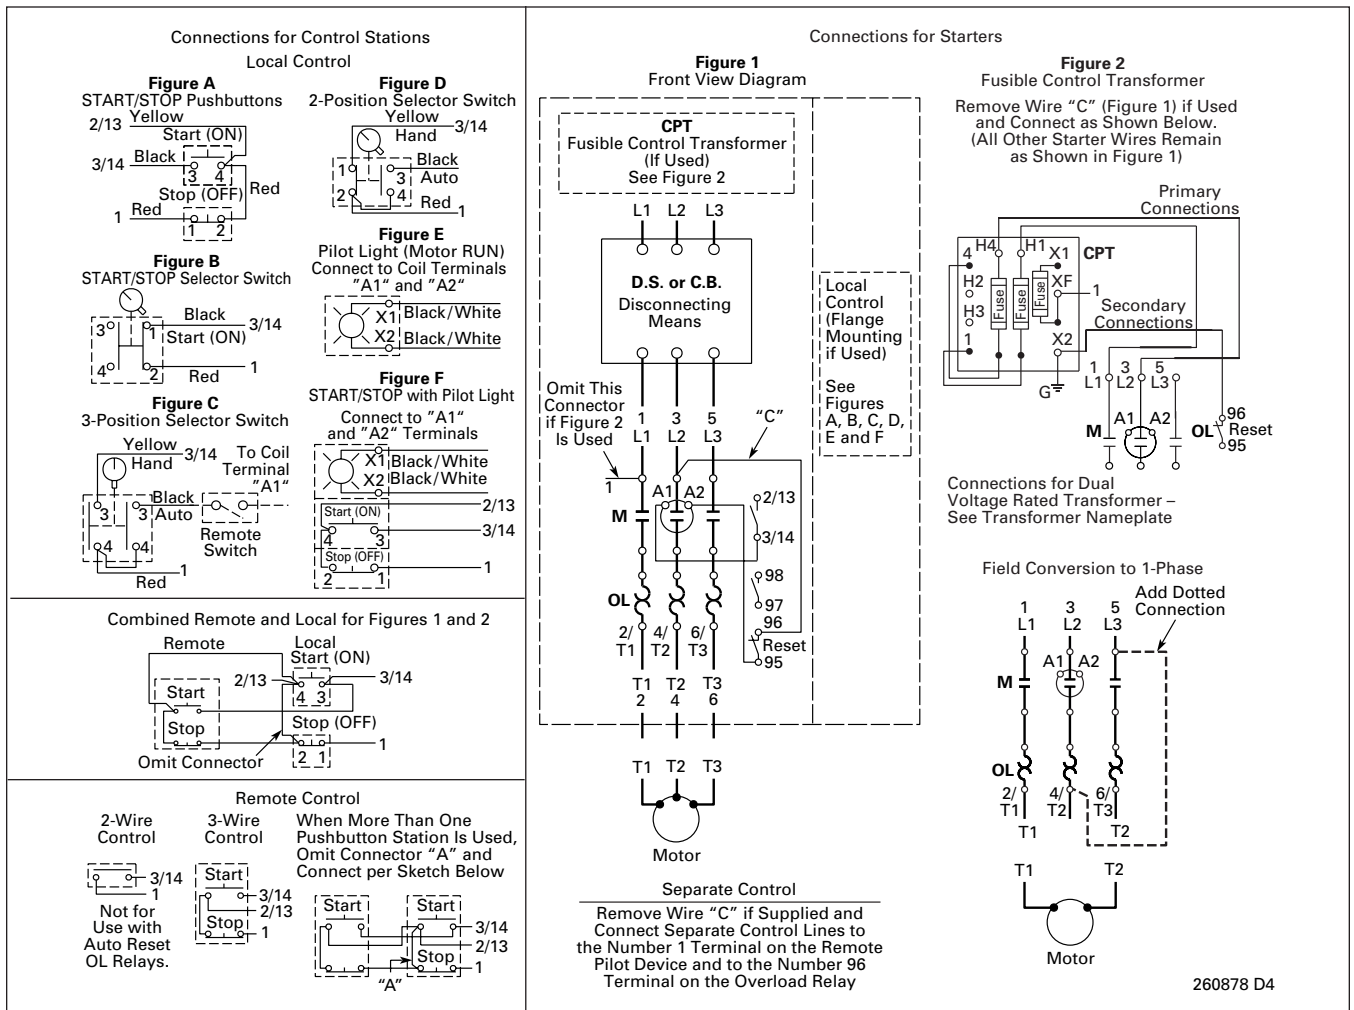 Connections for Control Stations
Local Control
Figure A
START/STOP Pushbuttons
2/13
Yellow
Start (ON)
3/14
Black
3 4
Stop (OFF)
Red
1
Red
1 2
Figure B
START/STOP Selector Switch
3
1
Black
3/14
Start (ON)
4
2
1
Red
Figure C
3-Position Selector Switch
Yellow
3/14
Hand
To Coil
Terminal
"A1“
3
3
Black
Auto
Remote
Switch
4
4
1
Red
Figure D
2-Position Selector Switch
Yellow
3/14
Hand
1
3
Black
Auto
2
4
Red
1
Figure E
Pilot Light (Motor RUN)
Connect to Coil Terminals
"A1“ and "A2“
X1
Black/White
X2
Black/White
Figure F
START/STOP with Pilot Light
Connect to "A1“
and "A2“ Terminals
X1
Black/White
X2
Black/White
2/13
Start (ON)
4 3
3/14
Stop (OFF)
2 1
1
Combined Remote and Local for Figures 1 and 2
Remote
Local
Start (ON)
2/13
4 3
3/14
Start
Stop
Stop (OFF)
2 1
1
Omit Connector
Remote Control
2-Wire
Control
3/14
1
Not for
Use with
Auto Reset
OL Relays.
3-Wire
Control
Start
3/14
2/13
Stop
1
When More Than One
Pushbutton Station Is Used,
Omit Connector “A” and
Connect per Sketch Below
Start
Start
3/14
2/13
Stop
1
“A”
Connections for Starters
Figure 1
Front View Diagram
CPT
Fusible Control Transformer
(If Used)
See Figure 2
L1 L2 L3
D.S. or C.B.
Disconnecting
Means
Local
Control
(Flange
Mounting
if Used)
See
Figures
A, B, C, D,
E and F
Omit This
Connector
if Figure 2
Is Used
1 3 5
L1 L2 L3
“C”
1
A1 A2
2/13
M
3/14
98
OL
97
96
2/ 4/ 6/
T1 T2 T3
Reset
95
T1 T2 T3
2 4 6
T1 T2 T3
Motor
Separate Control
Remove Wire “C” if Supplied and
Connect Separate Control Lines to
the Number 1 Terminal on the Remote
Pilot Device and to the Number 96
Terminal on the Overload Relay
Figure 2
Fusible Control Transformer
Remove Wire “C” (Figure 1) if Used
and Connect as Shown Below.
(All Other Starter Wires Remain
as Shown in Figure 1)
Primary
Connections
4
H4
H1
X1
CPT
H2
XF
1
Fuse
Fuse
Fuse
H3
Secondary
Connections
1
X2
G
1 3 5
L1 L2 L3
M
A1 A2
OL
96
Reset
95
Connections for Dual
Voltage Rated Transformer –
See Transformer Nameplate
Field Conversion to 1-Phase
Add Dotted
Connection
1 3 5
L1 L2 L3
A1 A2
M
OL
2/ 4/ 6/
T1 T2 T3
T1 T2
T1 T2
Motor
260878 D4